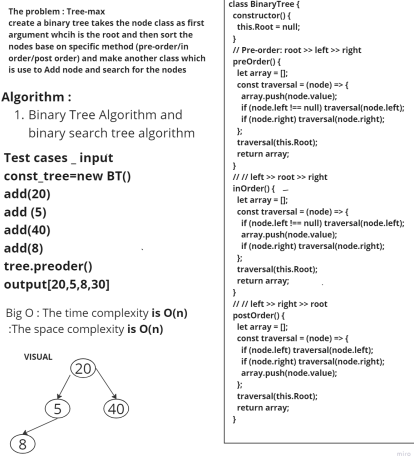 The problem : Tree-max
create a binary tree takes the node class as first
argument whcih is the root and then sort the
nodes base on specific method (pre-order/in
order/post order) and make another class which
is use to Add node and search for the nodes
Algorithm :
1. Binary Tree Algorithm and
binary search tree algorithm
Test cases _ input
const_tree=new BT()
add(20)
add (5)
add(40)
add(8)
tree.preoder()
output[20,5,8,30]
Big O : The time complexity is O(n)
:The space complexity is O(n)
VISUAL
20
5
40
8
class BinaryTree {
constructor() {
this.Root = null;
}
// Pre-order: root >> left >> right
preOrder() {
let array = [];
const traversal = (node) => {
array.push(node.value);
if (node.left !== null) traversal(node.left);
if (node.right) traversal(node.right);
};
traversal(this.Root);
return array;
}
// // left >> root >> right
inOrder() {
let array = [];
const traversal = (node) => {
if (node.left !== null) traversal(node.left);
array.push(node.value);
if (node.right) traversal(node.right);
};
traversal(this.Root);
return array;
}
// // left >> right >> root
postOrder() {
let array = [];
const traversal = (node) => {
if (node.left) traversal(node.left);
if (node.right) traversal(node.right);
array.push(node.value);
};
traversal(this.Root);
return array;
}
miro